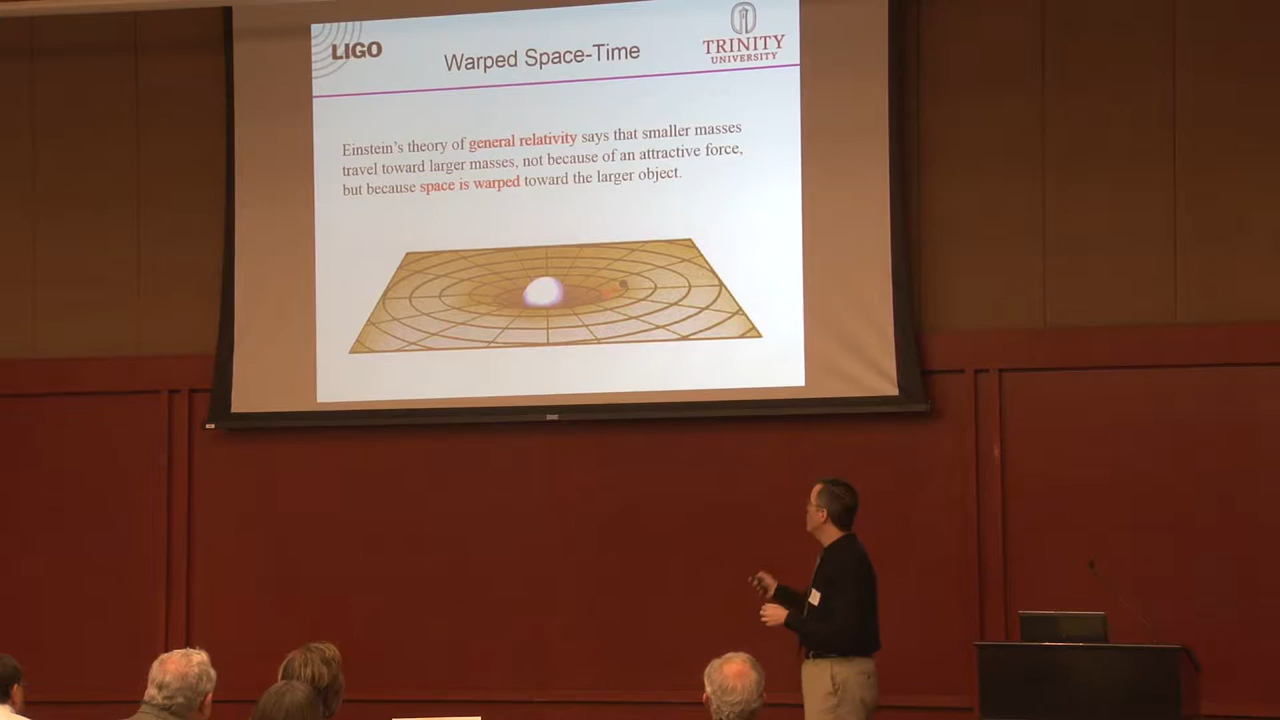 LIGO
Warped Space-Time
TRINITY
UNIVERSITY
Einstein's theory of general relativity says that smaller masses
travel toward larger masses, not because of an attractive force,
but because space is warped toward the larger object.